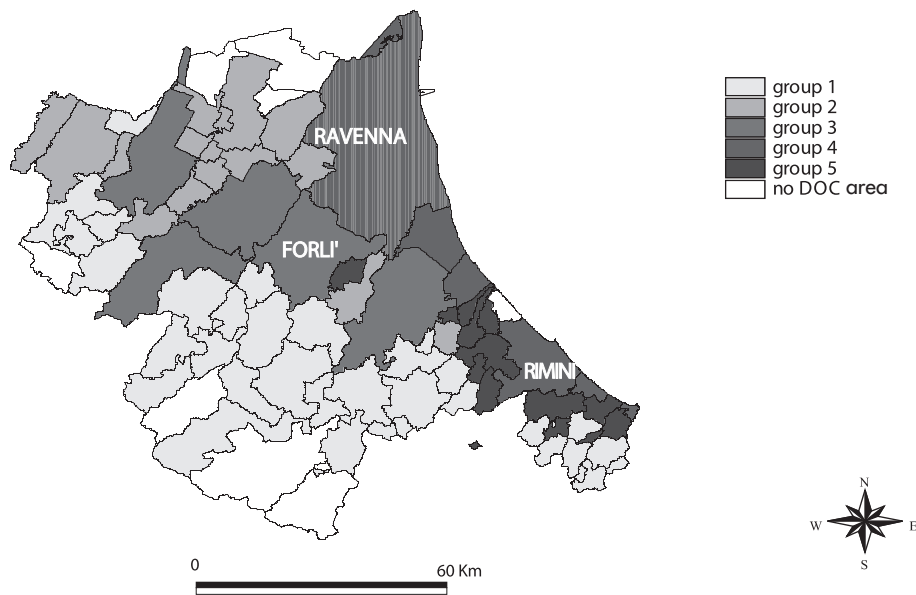 RAVENNA
FORLI'
RIMINI
group 1
group 2
group 3
group 4
group 5
no DOC area
N
W E
S
0 60 Km